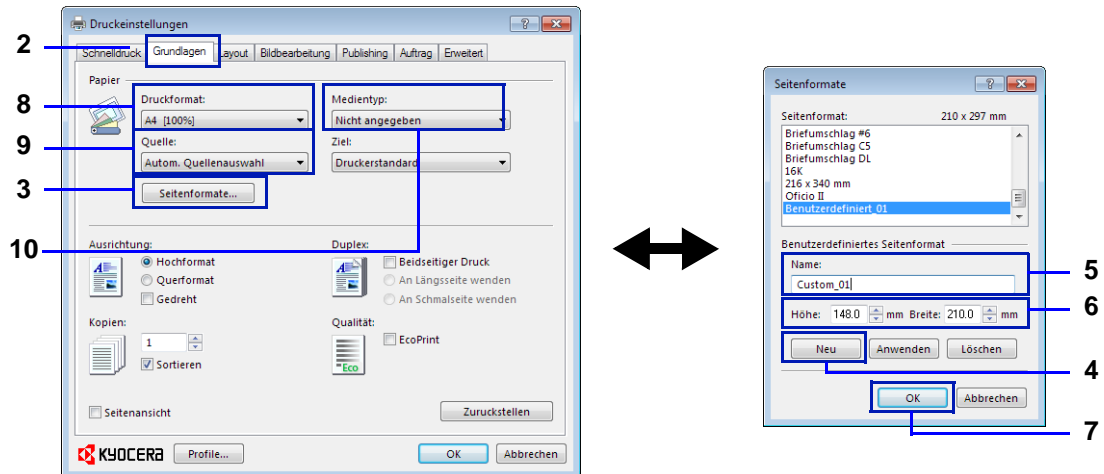 Druckeinstellungen
2
Schnelldruck Grundlagen Layout Bildbearbeitung Publishing Auftrag Erweitert
Papier
8
Druckformat:
A4 [100%]
Medientyp:
Nicht angegeben
9
Quelle:
Autom. Quellenauswahl
Ziel:
Druckerstandard
3
Seitenformate...
10
Ausrichtung:
Hochformat
Querformat
Gedreht
Duplex:
Beidseitiger Druck
An Längsseite wenden
An Schmalseite wenden
Kopien:
1
Sortieren
Qualität:
EcoPrint
Eco
Seitenansicht
Zuruckstellen
KYOCERA
Profile...
OK
Abbrechen
Seitenformate
Seitenformat: 210 x 297 mm
Briefumschlag #6
Briefumschlag C5
Briefumschlag DL
16K
216 x 340 mm
Oficio II
Benutzerdefiniert_01
Benutzerdefiniertes Seitenformat
Name:
Custom_01
5
Höhe: 148.0 mm Breite: 210.0 mm
6
Neu
Anwenden
Löschen
4
OK
Abbrechen
7